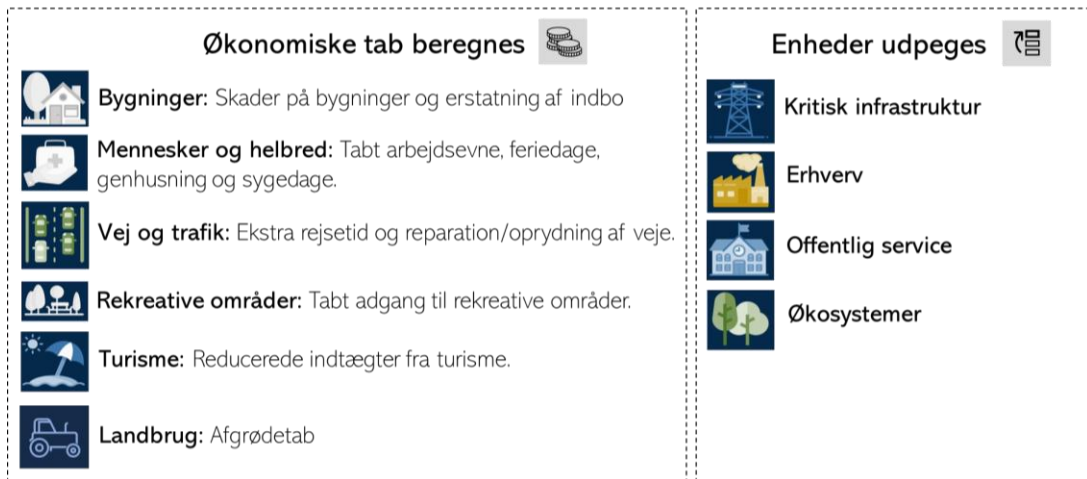 Økonomiske tab beregnes
Bygninger: Skader på bygninger og erstatning af indbo
Mennesker og helbred: Tabt arbejdsevne, feriedage,
genhusning og sygedage.
Vej og trafik: Ekstra rejsetid og reparation/oprydning af veje.
Rekreative områder: Tabt adgang til rekreative områder.
Turisme: Reducerede indtægter fra turisme.
Landbrug: Afgrødetab
Enheder udpeges
Kritisk infrastruktur
Erhverv
Offentlig service
Økosystemer